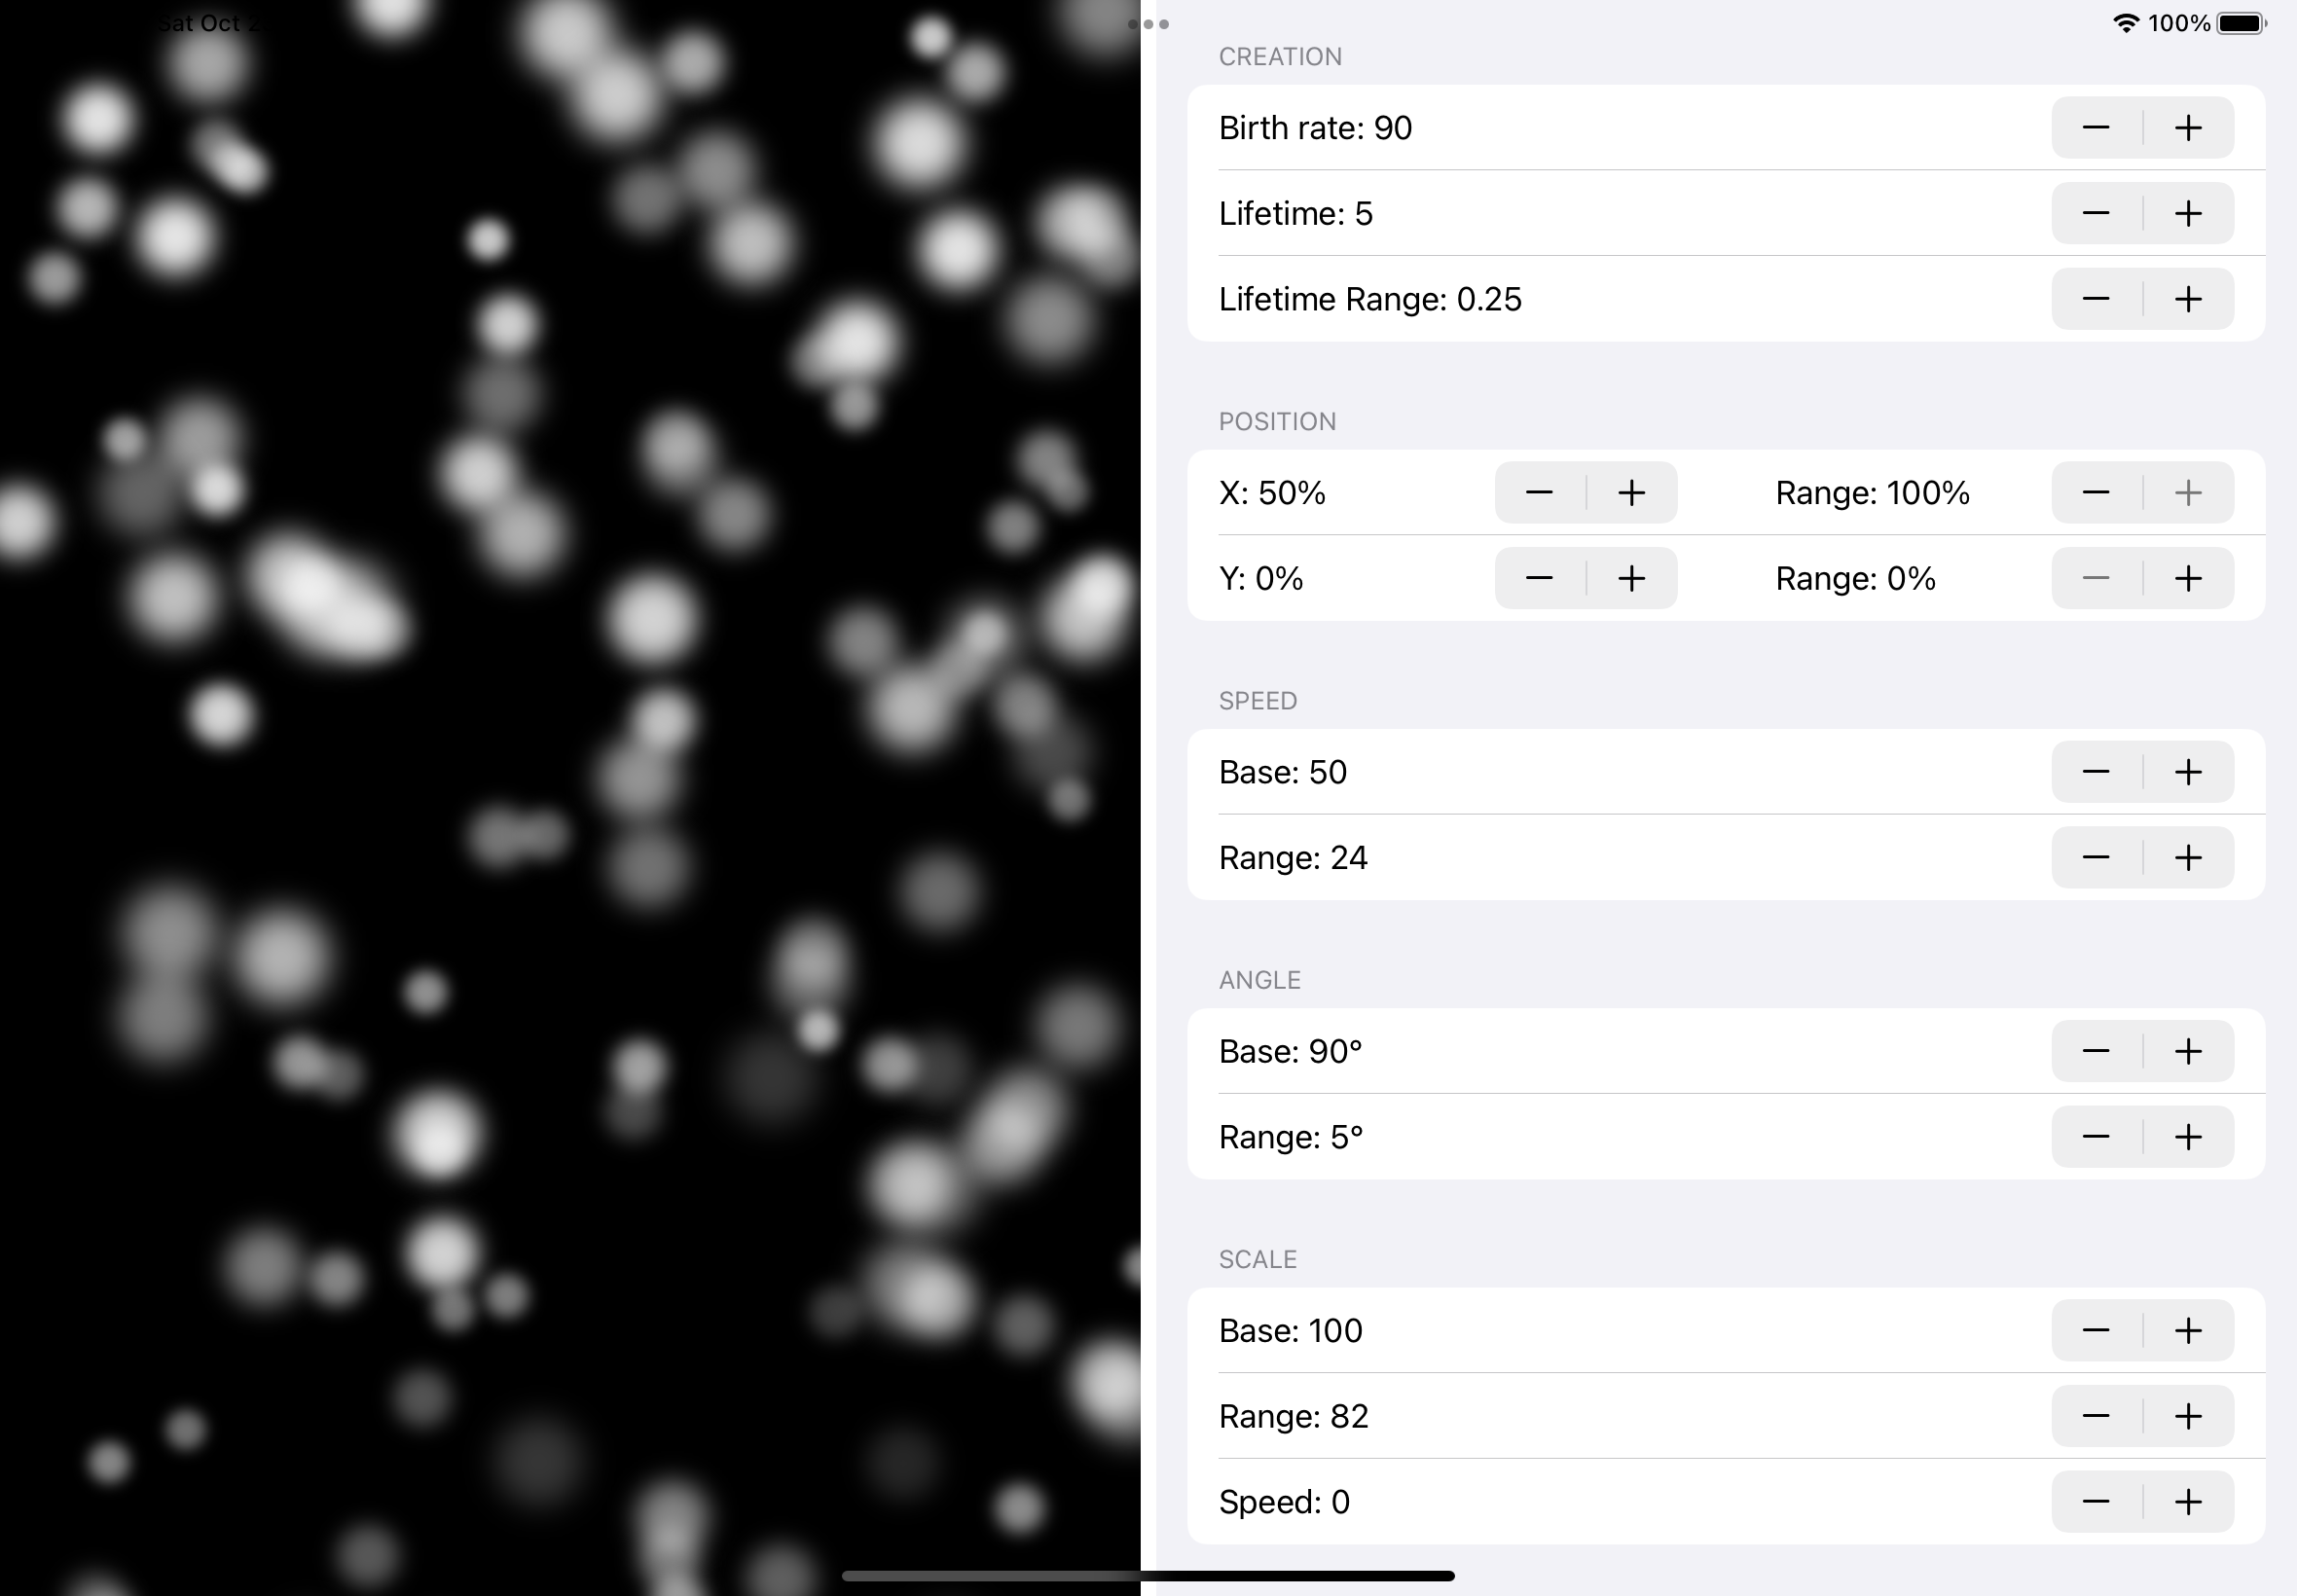 Sat Oct 2
100%
CREATION
Birth rate: 90
Lifetime: 5
Lifetime Range: 0.25
POSITION
X: 50% Range: 100%
Y: 0% Range: 0%
SPEED
Base: 50
Range: 24
ANGLE
Base: 90°
Range: 5°
SCALE
Base: 100
Range: 82
Speed: 0